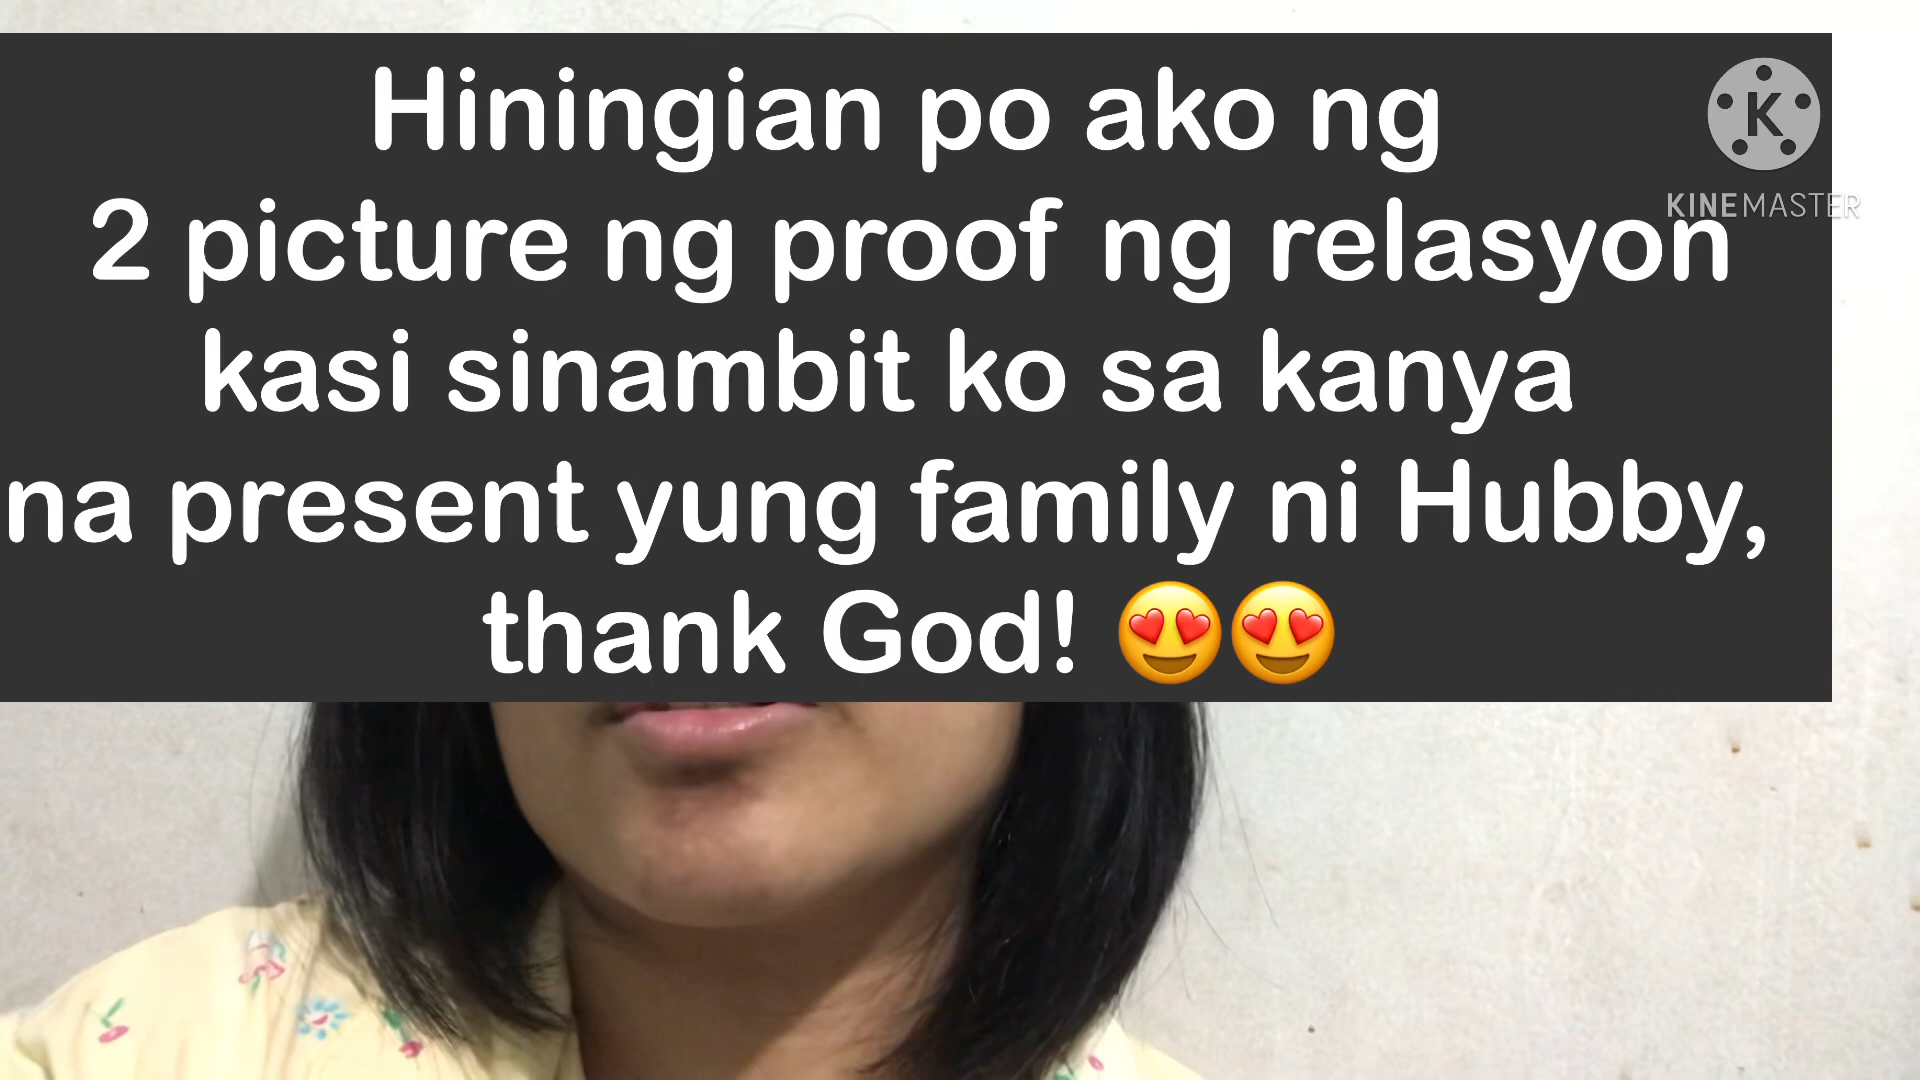 Hiningian po ako ng
2 picture ng proof ng relasyon
kasi sinambit ko sa kanya
na present yung family ni Hubby,
thank God! 😍😍
K
KINEMASTER